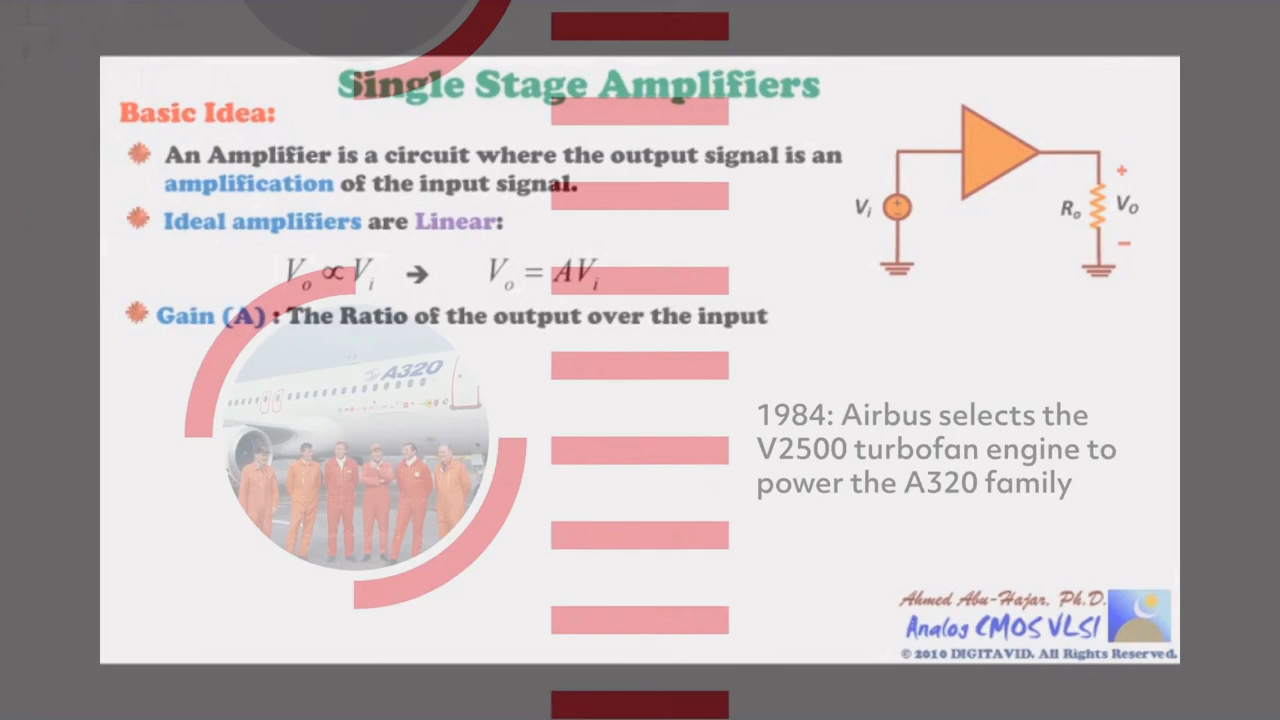 Single Stage Amplifiers
Basic Idea:
An Amplifier is a circuit where the output signal is an
amplification of the input signal.
Ideal amplifiers are Linear:
V_o ∝ V_i ➔ V_o = AV_i
Gain (A) : The Ratio of the output over the input
V_i
R_o
+
V_o
−
A320
1984: Airbus selects the
V2500 turbofan engine to
power the A320 family
Ahmed Abu-Hajar, Ph.D.
Analog CMOS VLSI
© 2010 DIGITAVID. All Rights Reserved.